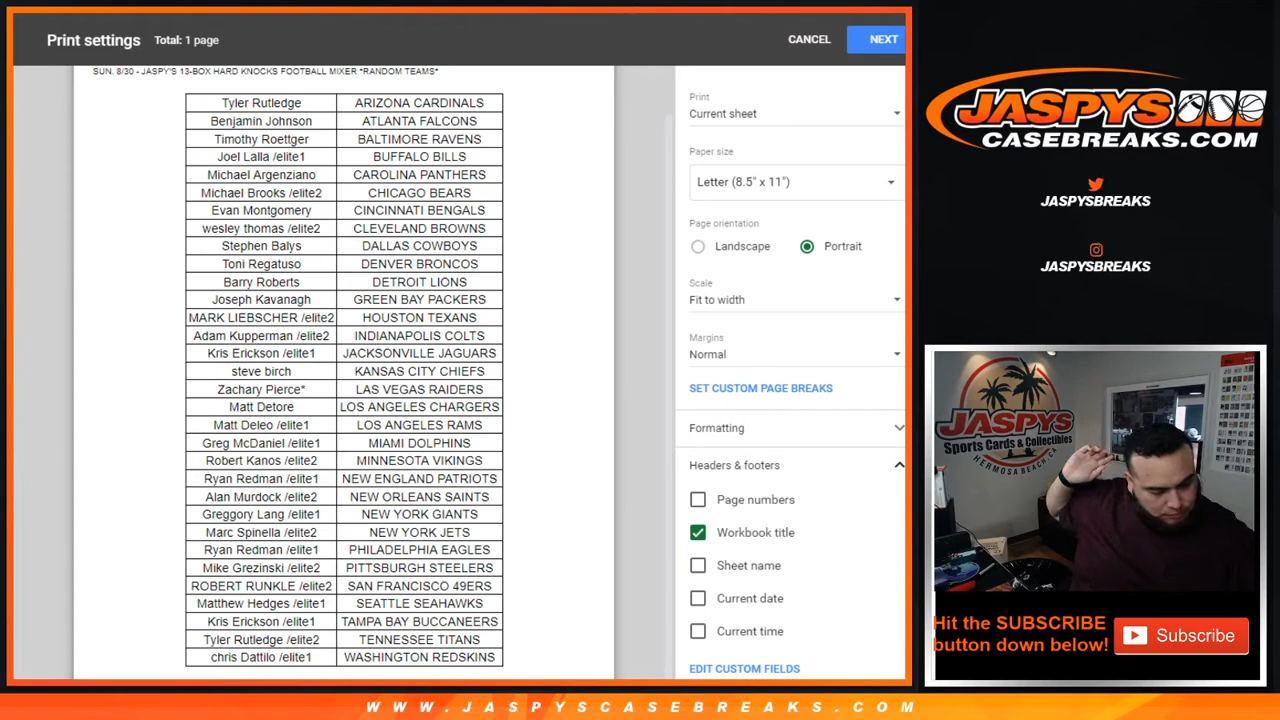 Print settings Total: 1 page CANCEL NEXT
SUN. 8/30 - JASPY'S 13-BOX HARD KNOCKS FOOTBALL MIXER *RANDOM TEAMS*
Tyler Rutledge ARIZONA CARDINALS
Benjamin Johnson ATLANTA FALCONS
Timothy Roettger BALTIMORE RAVENS
Joel Lalla /elite1 BUFFALO BILLS
Michael Argenziano CAROLINA PANTHERS
Michael Brooks /elite2 CHICAGO BEARS
Evan Montgomery CINCINNATI BENGALS
wesley thomas /elite2 CLEVELAND BROWNS
Stephen Balys DALLAS COWBOYS
Toni Regatuso DENVER BRONCOS
Barry Roberts DETROIT LIONS
Joseph Kavanagh GREEN BAY PACKERS
MARK LIEBSCHER /elite2 HOUSTON TEXANS
Adam Kupperman /elite2 INDIANAPOLIS COLTS
Kris Erickson /elite1 JACKSONVILLE JAGUARS
steve birch KANSAS CITY CHIEFS
Zachary Pierce* LAS VEGAS RAIDERS
Matt Detore LOS ANGELES CHARGERS
Matt Deleo /elite1 LOS ANGELES RAMS
Greg McDaniel /elite1 MIAMI DOLPHINS
Robert Kanos /elite2 MINNESOTA VIKINGS
Ryan Redman /elite1 NEW ENGLAND PATRIOTS
Alan Murdock /elite2 NEW ORLEANS SAINTS
Greggory Lang /elite1 NEW YORK GIANTS
Marc Spinella /elite2 NEW YORK JETS
Ryan Redman /elite1 PHILADELPHIA EAGLES
Mike Grezinski /elite2 PITTSBURGH STEELERS
ROBERT RUNKLE /elite2 SAN FRANCISCO 49ERS
Matthew Hedges /elite1 SEATTLE SEAHAWKS
Kris Erickson /elite1 TAMPA BAY BUCCANEERS
Tyler Rutledge /elite2 TENNESSEE TITANS
chris Dattilo /elite1 WASHINGTON REDSKINS
Print
Current sheet
Paper size
Letter (8.5" x 11")
Page orientation
Landscape Portrait
Scale
Fit to width
Margins
Normal
SET CUSTOM PAGE BREAKS
Formatting
Headers & footers
Page numbers
Workbook title
Sheet name
Current date
Current time
EDIT CUSTOM FIELDS
JASPYS
CASEBREAKS.COM
JASPYSBREAKS
JASPYSBREAKS
JASPYS
Sports Cards & Collectibles
HERMOSA BEACH, CA
Hit the SUBSCRIBE
button down below!
Subscribe
WWW.JASPYSCASEBREAKS.COM